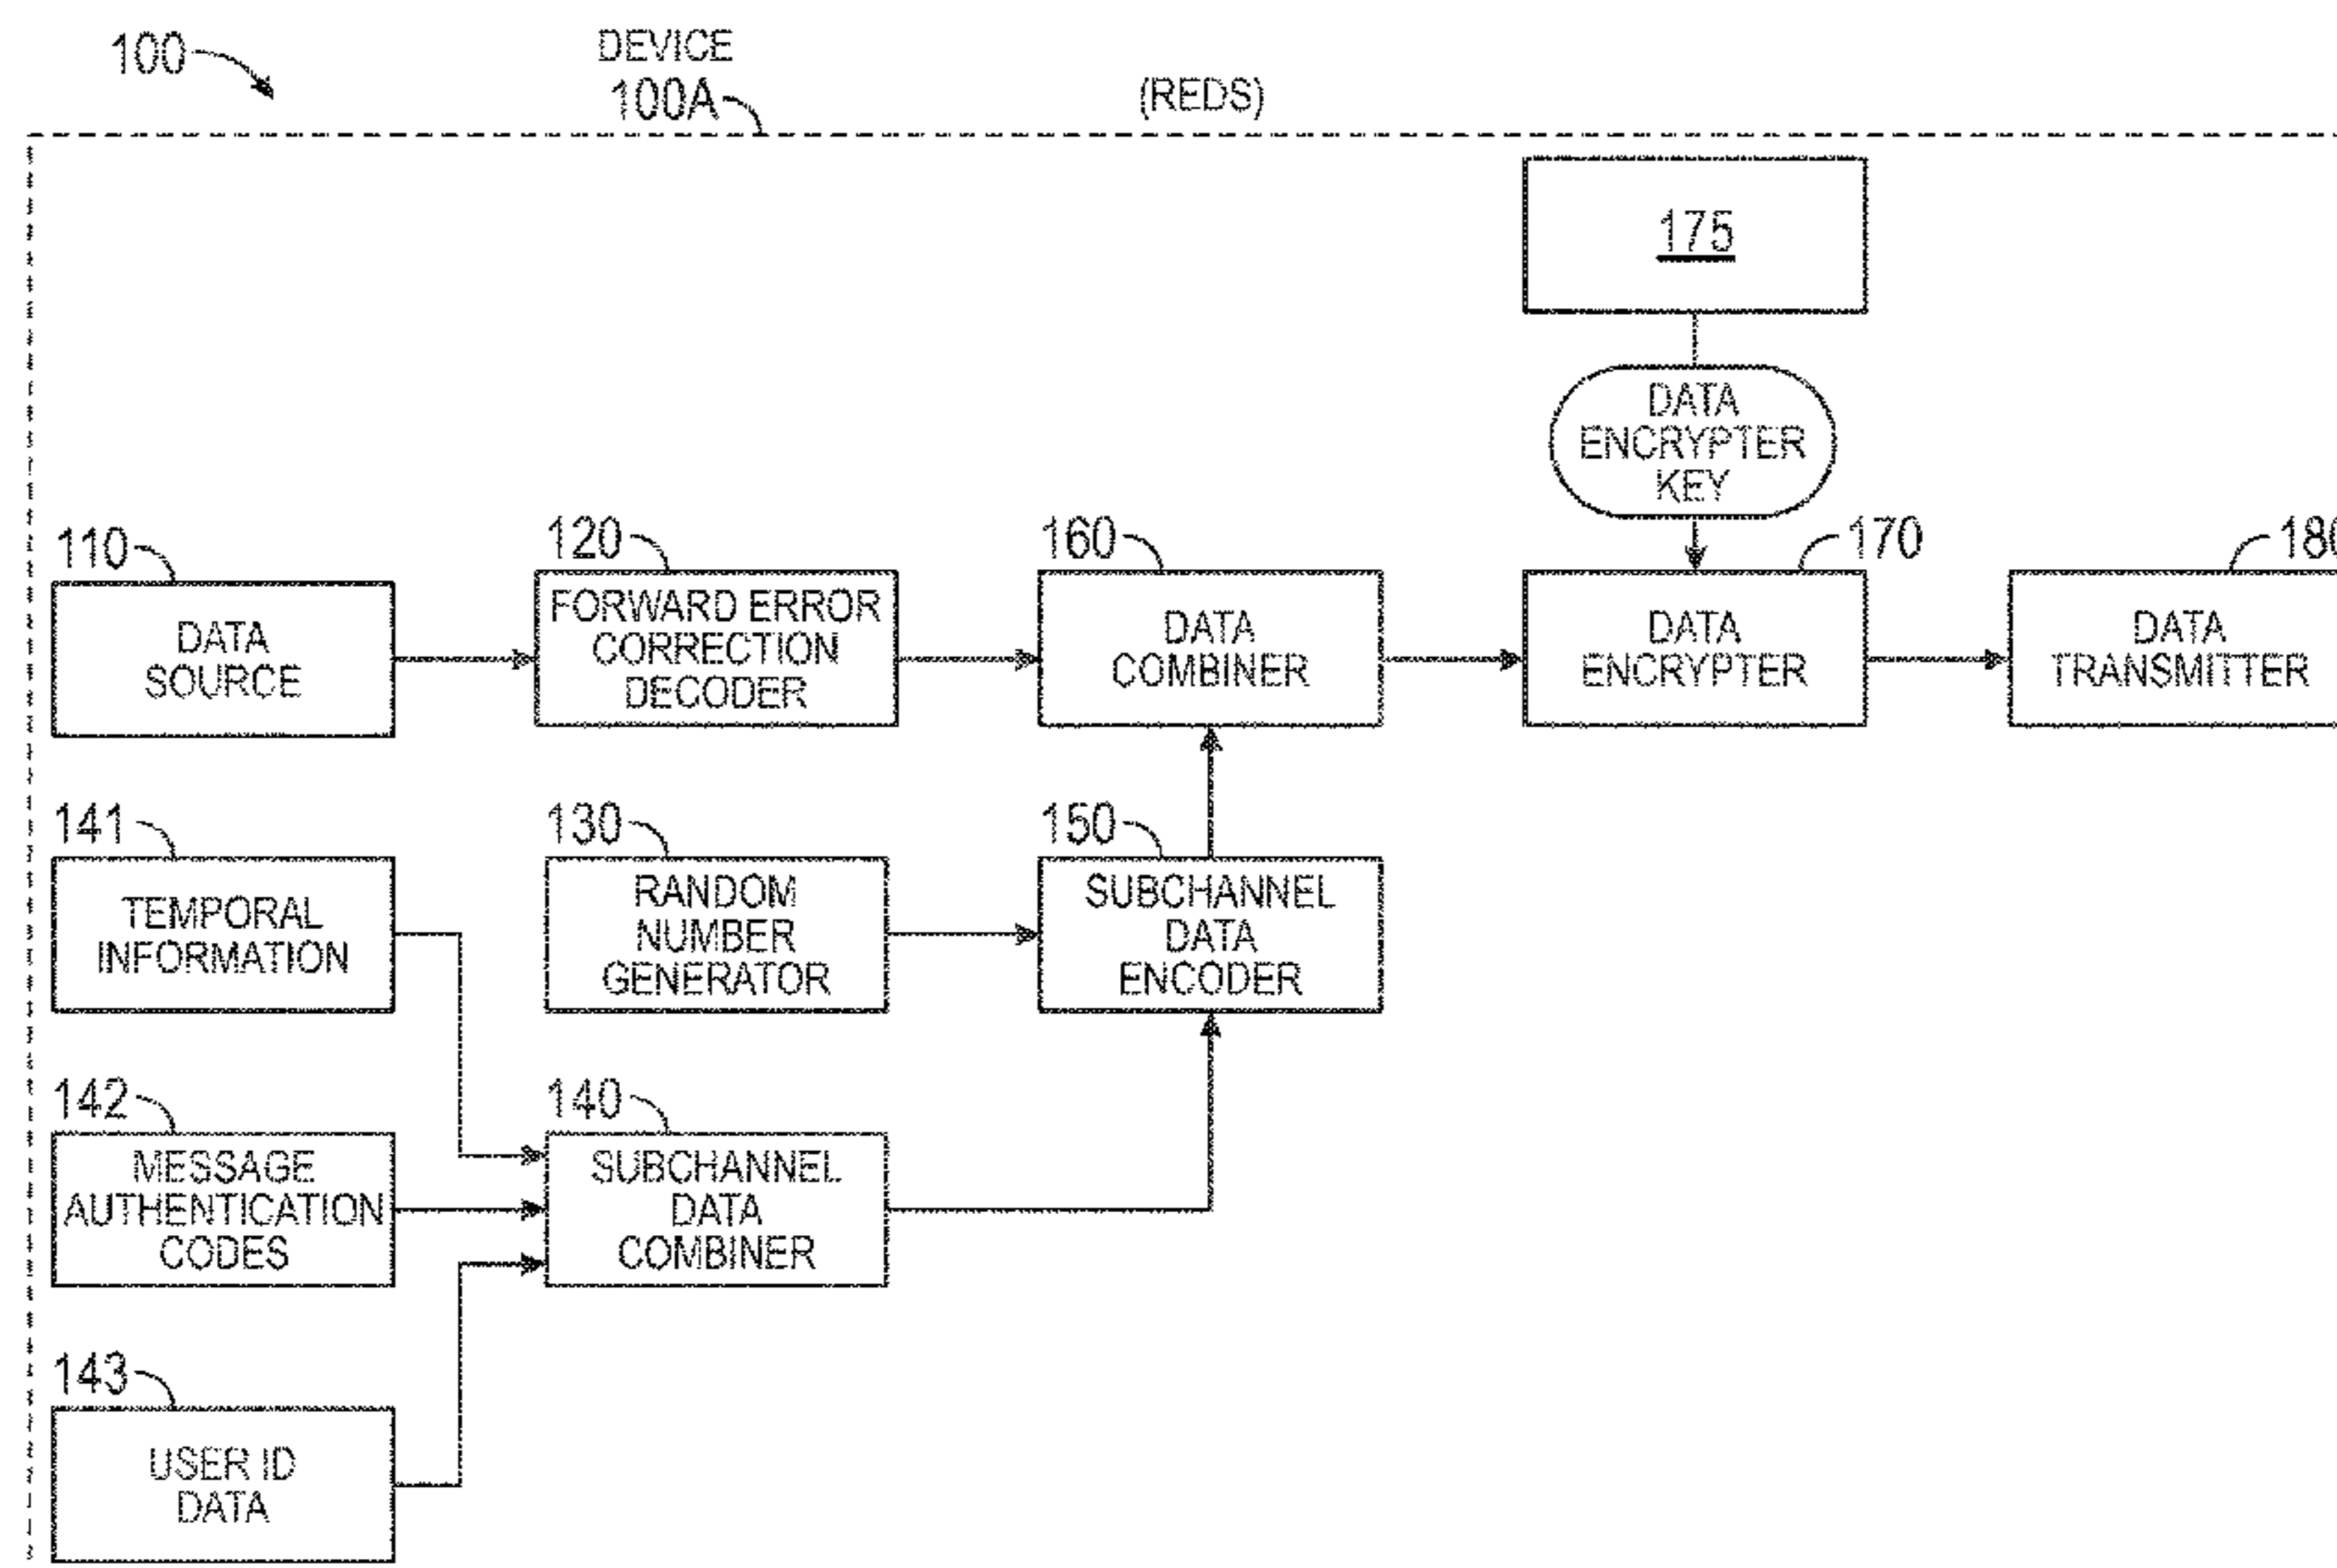 100
DEVICE
100A
(REDS)
175
DATA
ENCRYPTER
KEY
110
120
160
170
DATA
SOURCE
FORWARD ERROR
CORRECTION
DECODER
DATA
COMBINER
DATA
ENCRYPTER
DATA
TRANSMITTER
141
130
150
TEMPORAL
INFORMATION
RANDOM
NUMBER
GENERATOR
SUBCHANNEL
DATA
ENCODER
142
140
MESSAGE
AUTHENTICATION
CODES
SUBCHANNEL
DATA
COMBINER
143
USER ID
DATA